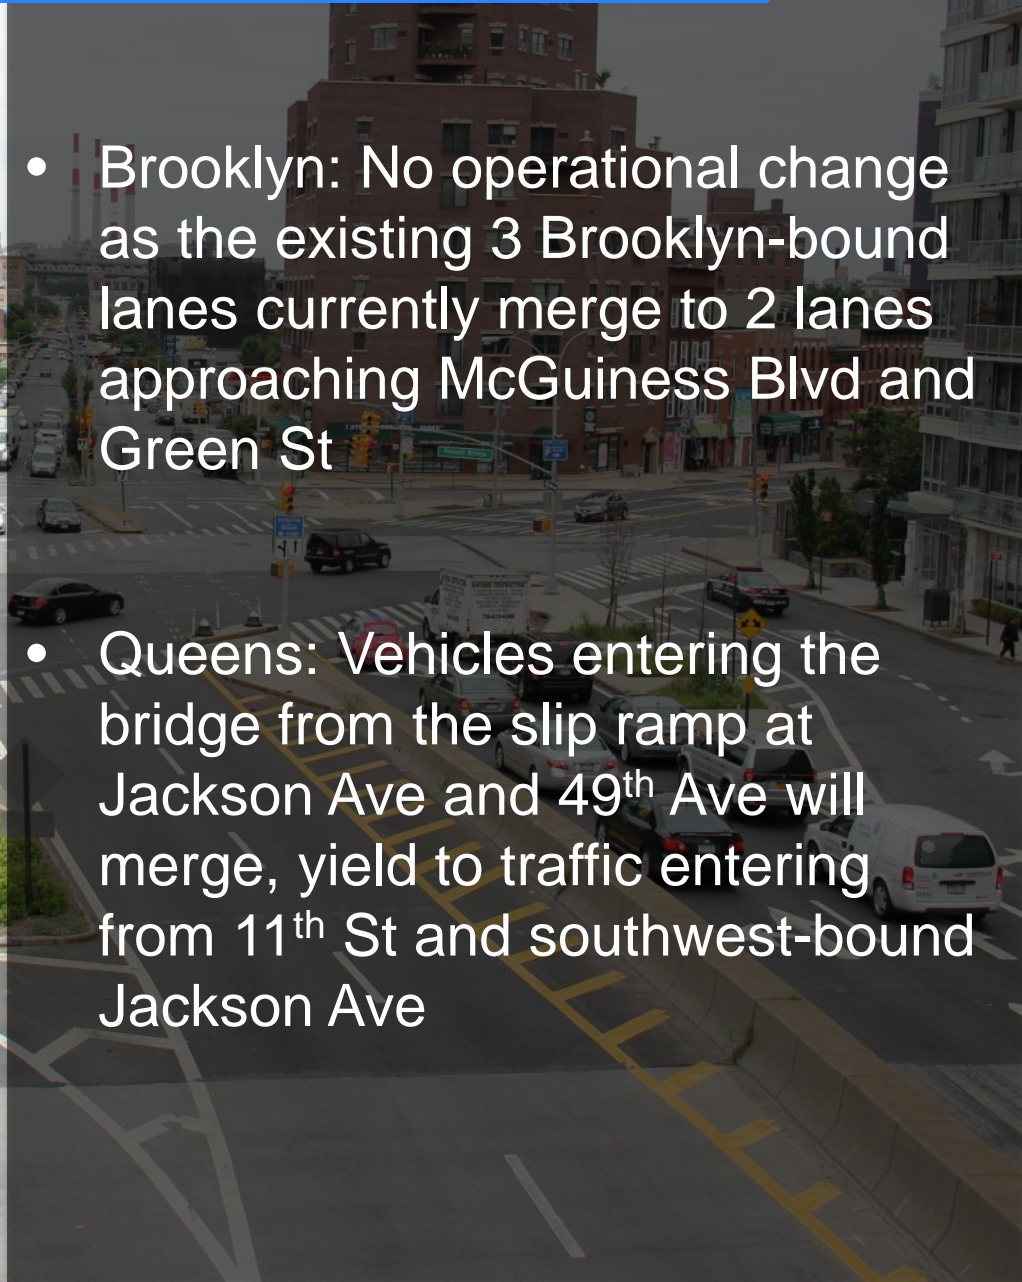 • Brooklyn: No operational change
as the existing 3 Brooklyn-bound
lanes currently merge to 2 lanes
approaching McGuiness Blvd and
Green St
• Queens: Vehicles entering the
bridge from the slip ramp at
Jackson Ave and 49th Ave will
merge, yield to traffic entering
from 11th St and southwest-bound
Jackson Ave